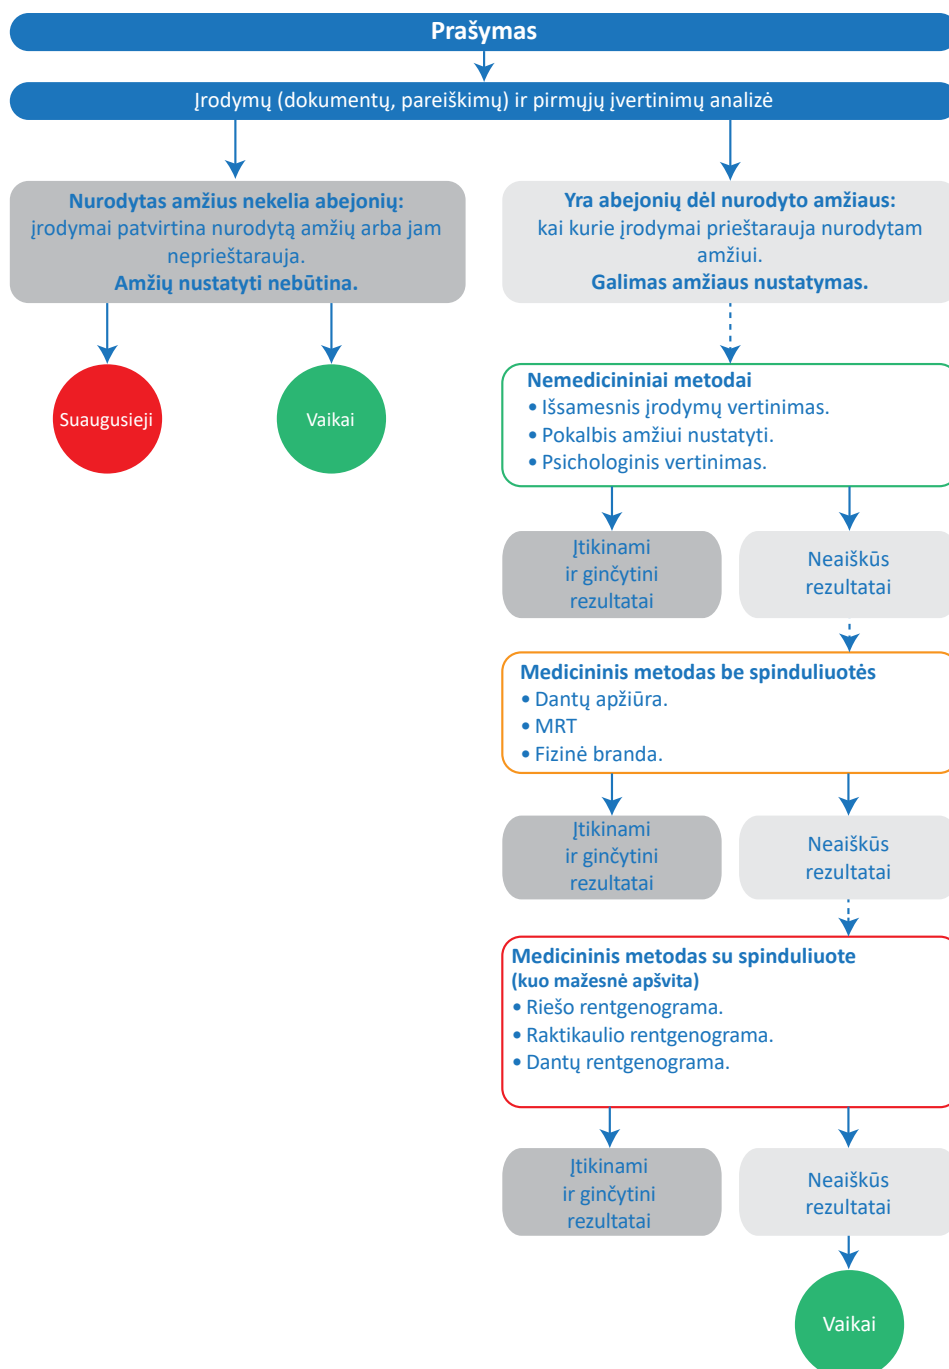 Prašymas
Įrodymų (dokumentų, pareiškimų) ir pirmųjų įvertinimų analizė
Nurodytas amžius nekelia abejonių:
įrodymai patvirtina nurodytą amžių arba jam
neprieštarauja.
Amžių nustatyti nebūtina.
Yra abejonių dėl nurodyto amžiaus:
kai kurie įrodymai prieštarauja nurodytam
amžiui.
Galimas amžiaus nustatymas.
Suaugusieji
Vaikai
Nemedicininiai metodai
• Išsamesnis įrodymų vertinimas.
• Pokalbis amžiui nustatyti.
• Psichologinis vertinimas.
Įtikinami
ir ginčytini
rezultatai
Neaiškūs
rezultatai
Medicininis metodas be spinduliuotės
• Dantų apžiūra.
• MRT
• Fizinė branda.
Įtikinami
ir ginčytini
rezultatai
Neaiškūs
rezultatai
Medicininis metodas su spinduliuote
(kuo mažesnė apšvita)
• Riešo rentgenograma.
• Raktikaulio rentgenograma.
• Dantų rentgenograma.
Įtikinami
ir ginčytini
rezultatai
Neaiškūs
rezultatai
Vaikai